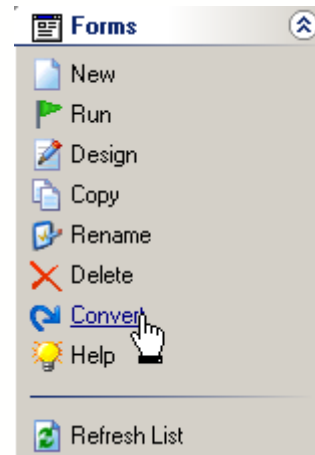 Forms
New
Run
Design
Copy
Rename
Delete
Convert
Help
Refresh List